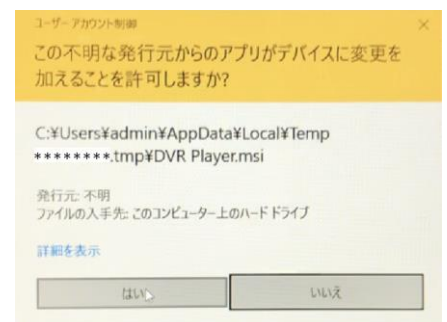 ユーザー アカウント制御
×
この不明な発行元からのアプリがデバイスに変更を
加えることを許可しますか?
C:¥Users¥admin¥AppData¥Local¥Temp
********.tmp¥DVR Player.msi
発行元: 不明
ファイルの入手先: このコンピューター上のハード ドライブ
詳細を表示
はい
いいえ